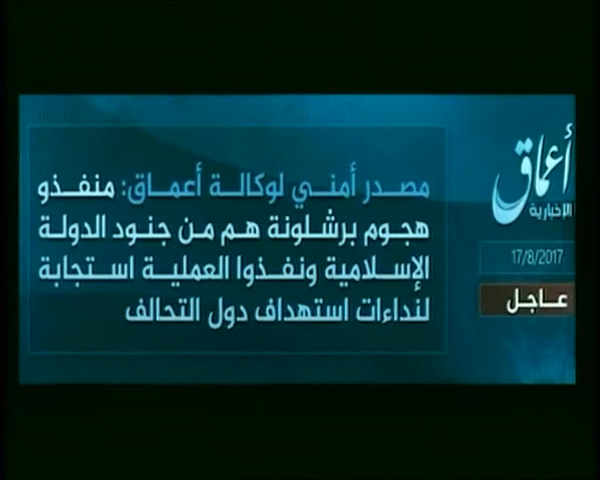 مصدر أمني لوكالة أعماق: منفذو
هجوم برشلونة هم من جنود الدولة
الإسلامية ونفذوا العملية استجابة
لنداءات استهداف دول التحالف
أعماق
الإخبارية
17/8/2017
عاجل